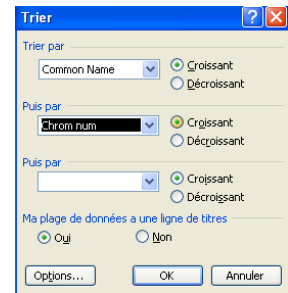 Trier
Trier par
Common Name
Croissant
Décroissant
Puis par
Chrom num
Croissant
Décroissant
Puis par
Croissant
Décroissant
Ma plage de données a une ligne de titres
Oui Non
Options... OK Annuler